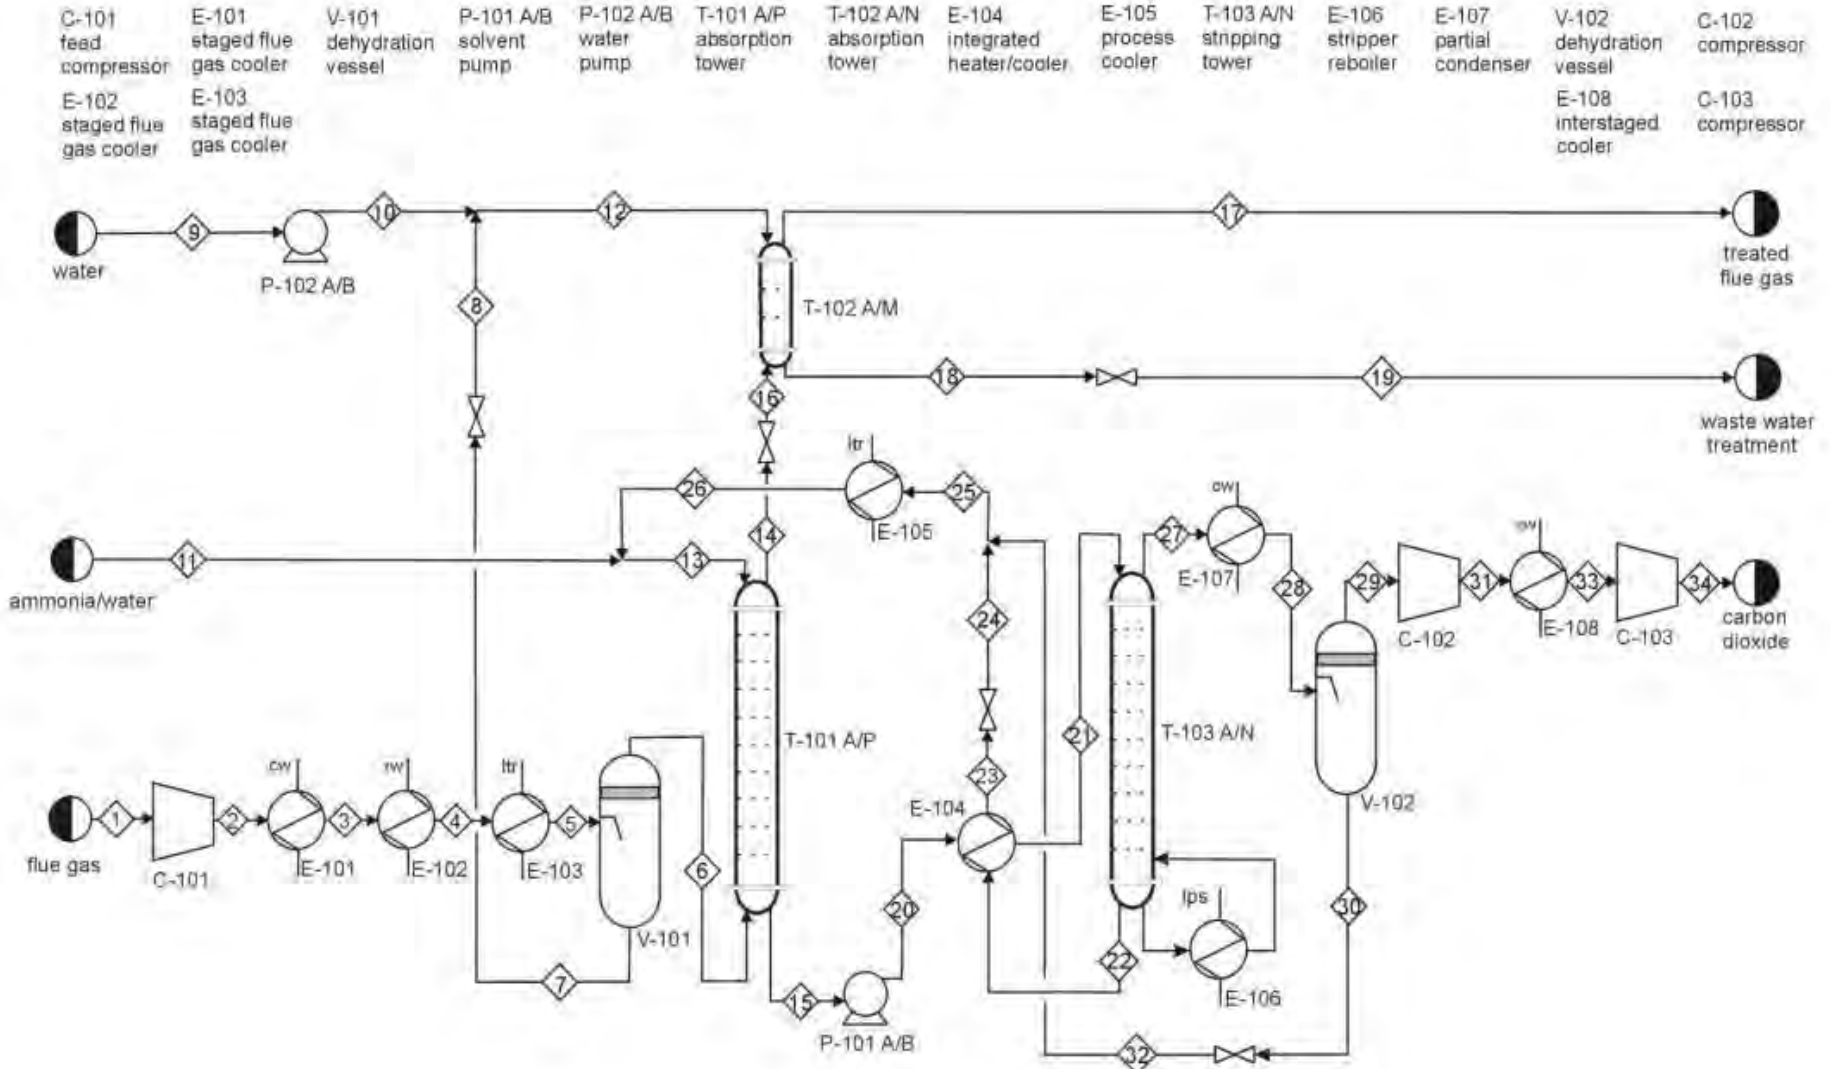 C-101
feed
compressor
E-101
staged flue
gas cooler
V-101
dehydration
vessel
P-101 A/B
solvent
pump
P-102 A/B
water
pump
T-101 A/P
absorption
tower
T-102 A/N
absorption
tower
E-104
integrated
heater/cooler
E-105
process
cooler
T-103 A/N
stripping
tower
E-106
stripper
reboiler
E-107
partial
condenser
V-102
dehydration
vessel
C-102
compressor
E-102
staged flue
gas cooler
E-103
staged flue
gas cooler
E-108
interstaged
cooler
C-103
compressor
9
10
12
17
water
P-102 A/B
treated
flue gas
8
T-102 A/M
16
18
19
waste water
treatment
ltr
26
25
cw
E-105
14
27
11
13
E-107
28
29
31
cw
33
34
ammonia/water
24
C-102
E-108
C-103
carbon
dioxide
T-101 A/P
23
21
T-103 A/N
cw
rw
ltr
E-104
V-102
1
2
3
4
5
flue gas
C-101
E-101
E-102
E-103
6
V-101
7
20
lps
30
22
15
E-106
P-101 A/B
32